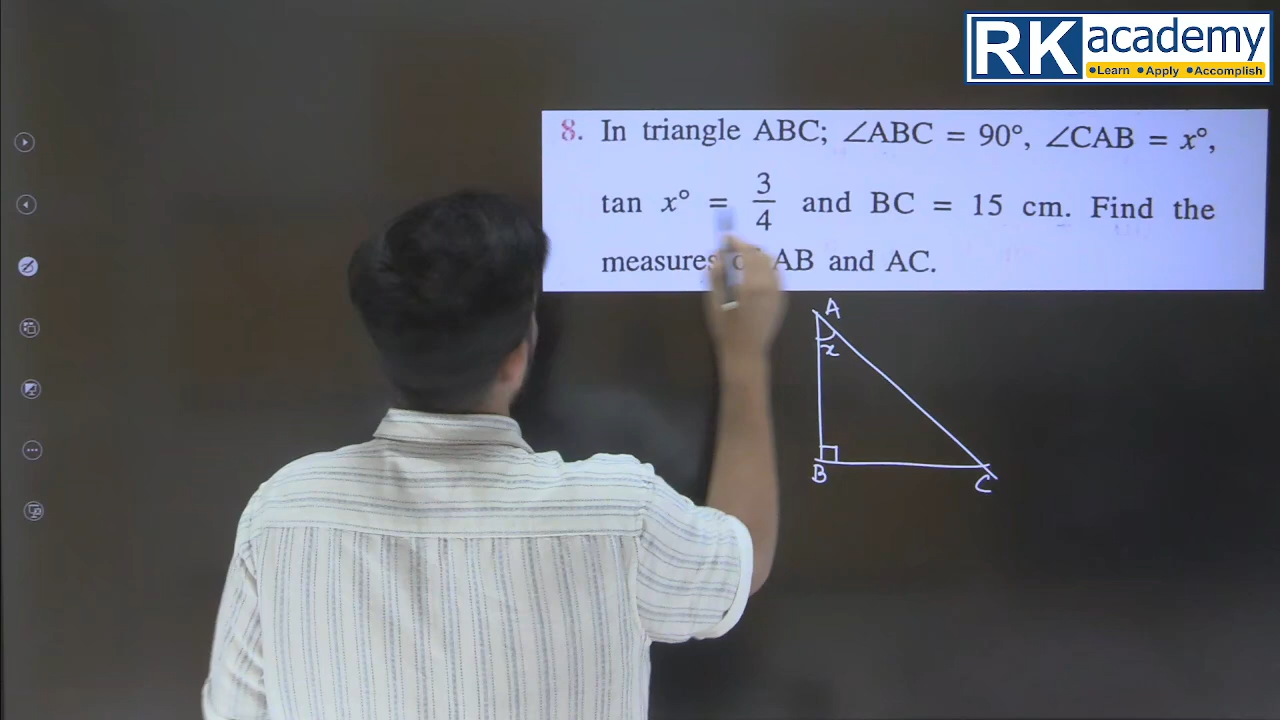 RK academy
•Learn •Apply •Accomplish
8. In triangle ABC; ∠ABC = 90°, ∠CAB = x°,
tan x° = 3/4 and BC = 15 cm. Find the
measures AB and AC.
A
x
B
C